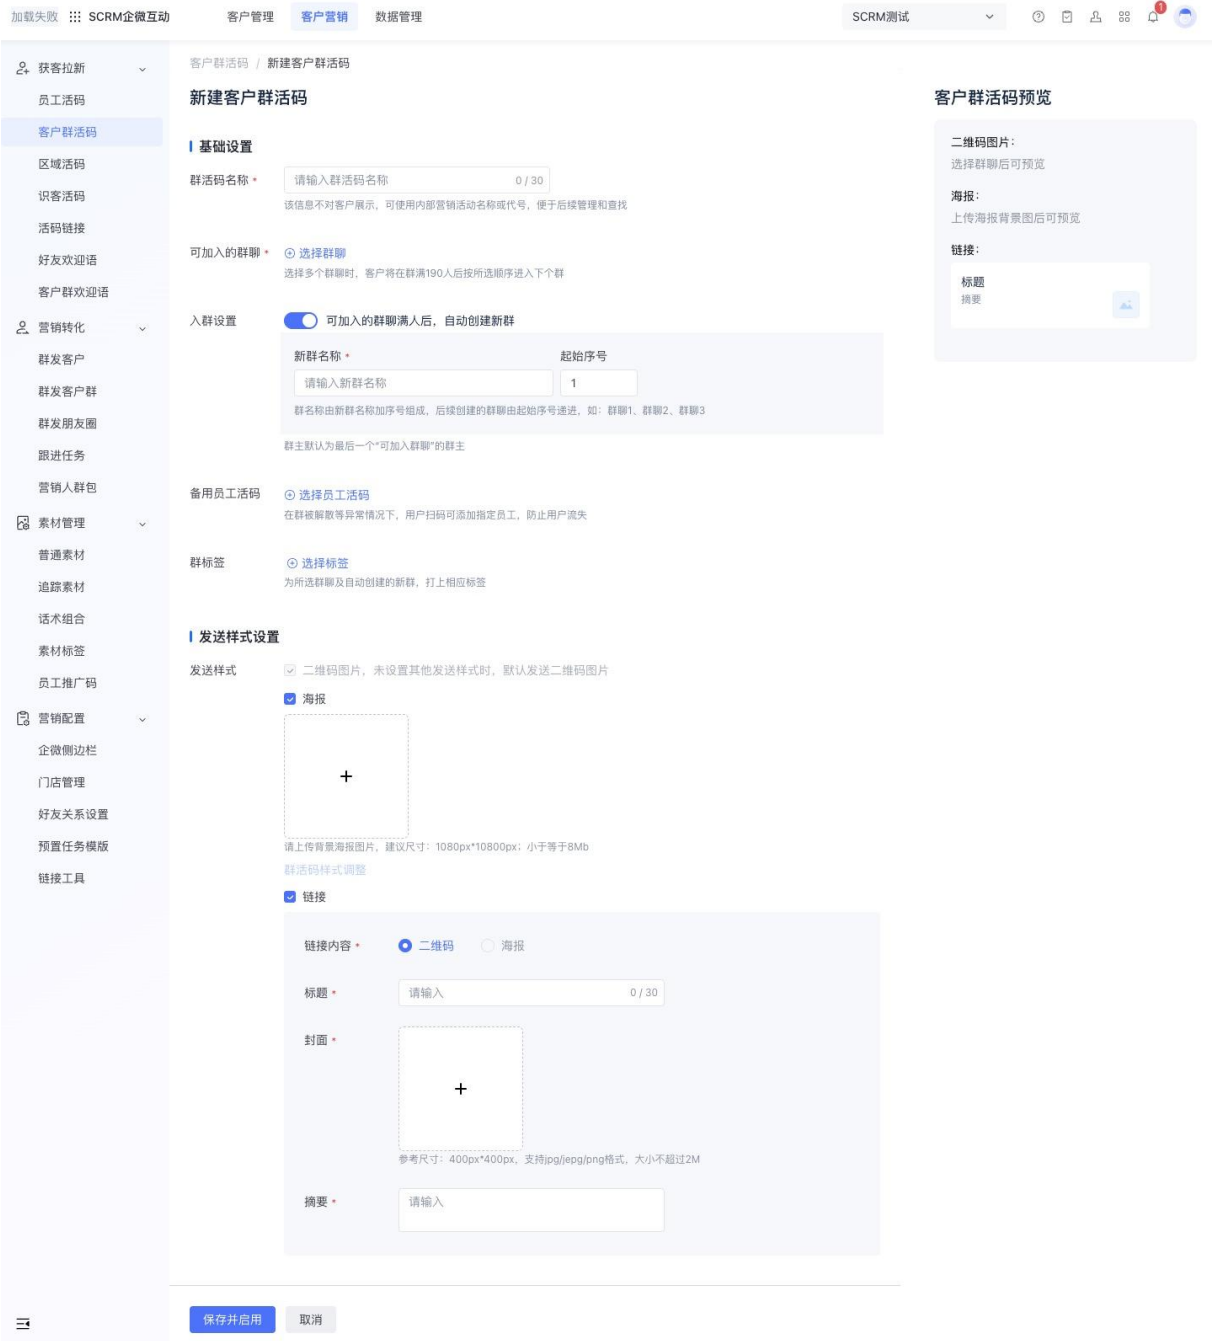 加载失败 SCRM企微互动 客户管理 客户营销 数据管理 SCRM测试 1
获客拉新
员工活码
客户群活码
区域活码
识客活码
活码链接
好友欢迎语
客户群欢迎语
营销转化
群发客户
群发客户群
群发朋友圈
跟进任务
营销人群包
素材管理
普通素材
追踪素材
话术组合
素材标签
员工推广码
营销配置
企微侧边栏
门店管理
好友关系设置
预置任务模版
链接工具
客户群活码 / 新建客户群活码
新建客户群活码
基础设置
群活码名称 * 请输入群活码名称 0 / 30
该信息不对客户展示，可使用内部营销活动名称或代号，便于后续管理和查找
可加入的群聊 * 选择群聊
选择多个群聊时，客户将在群满190人后按所选顺序进入下个群
入群设置 可加入的群聊满人后，自动创建新群
新群名称 * 起始序号
请输入新群名称 1
群名称由新群名称加序号组成，后续创建的群聊由起始序号递进，如：群聊1、群聊2、群聊3
群主默认为最后一个“可加入群聊”的群主
备用员工活码 选择员工活码
在群被解散等异常情况下，用户扫码可添加指定员工，防止用户流失
群标签 选择标签
为所选群聊及自动创建的新群，打上相应标签
发送样式设置
发送样式 二维码图片，未设置其他发送样式时，默认发送二维码图片
海报
+
请上传背景海报图片，建议尺寸：1080px*10800px；小于等于8Mb
群活码样式调整
链接
链接内容 * 二维码 海报
标题 * 请输入 0 / 30
封面 *
+
参考尺寸：400px*400px，支持jpg/jepg/png格式，大小不超过2M
摘要 * 请输入
保存并启用 取消
客户群活码预览
二维码图片：
选择群聊后可预览
海报：
上传海报背景图后可预览
链接：
标题
摘要